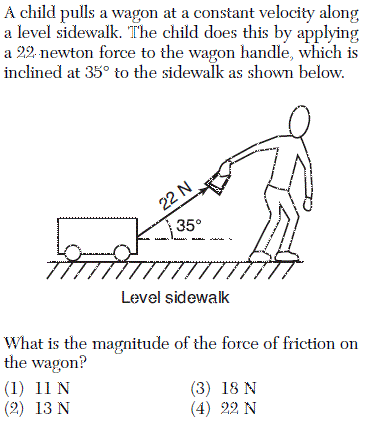 A child pulls a wagon at a constant velocity along
a level sidewalk. The child does this by applying
a 22-newton force to the wagon handle, which is
inclined at 35° to the sidewalk as shown below.
22 N
35°
Level sidewalk
What is the magnitude of the force of friction on
the wagon?
(1) 11 N (3) 18 N
(2) 13 N (4) 22 N